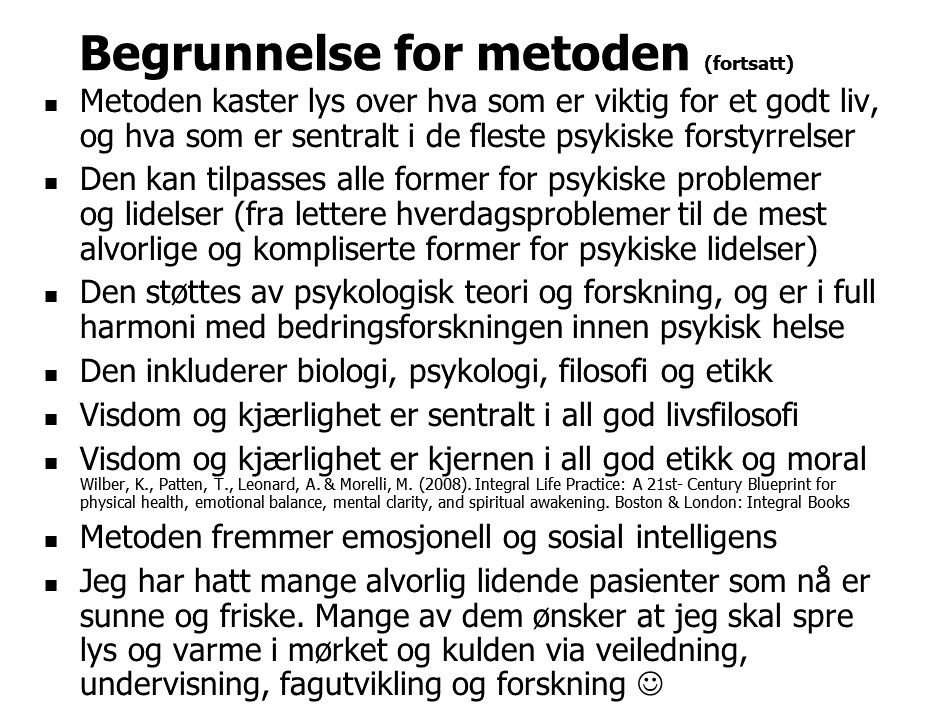 Begrunnelse for metoden (fortsatt)
▪ Metoden kaster lys over hva som er viktig for et godt liv,
og hva som er sentralt i de fleste psykiske forstyrrelser
▪ Den kan tilpasses alle former for psykiske problemer
og lidelser (fra lettere hverdagsproblemer til de mest
alvorlige og kompliserte former for psykiske lidelser)
▪ Den støttes av psykologisk teori og forskning, og er i full
harmoni med bedringsforskningen innen psykisk helse
▪ Den inkluderer biologi, psykologi, filosofi og etikk
▪ Visdom og kjærlighet er sentralt i all god livsfilosofi
▪ Visdom og kjærlighet er kjernen i all god etikk og moral
Wilber, K., Patten, T., Leonard, A. & Morelli, M. (2008). Integral Life Practice: A 21st- Century Blueprint for
physical health, emotional balance, mental clarity, and spiritual awakening. Boston & London: Integral Books
▪ Metoden fremmer emosjonell og sosial intelligens
▪ Jeg har hatt mange alvorlig lidende pasienter som nå er
sunne og friske. Mange av dem ønsker at jeg skal spre
lys og varme i mørket og kulden via veiledning,
undervisning, fagutvikling og forskning ☺